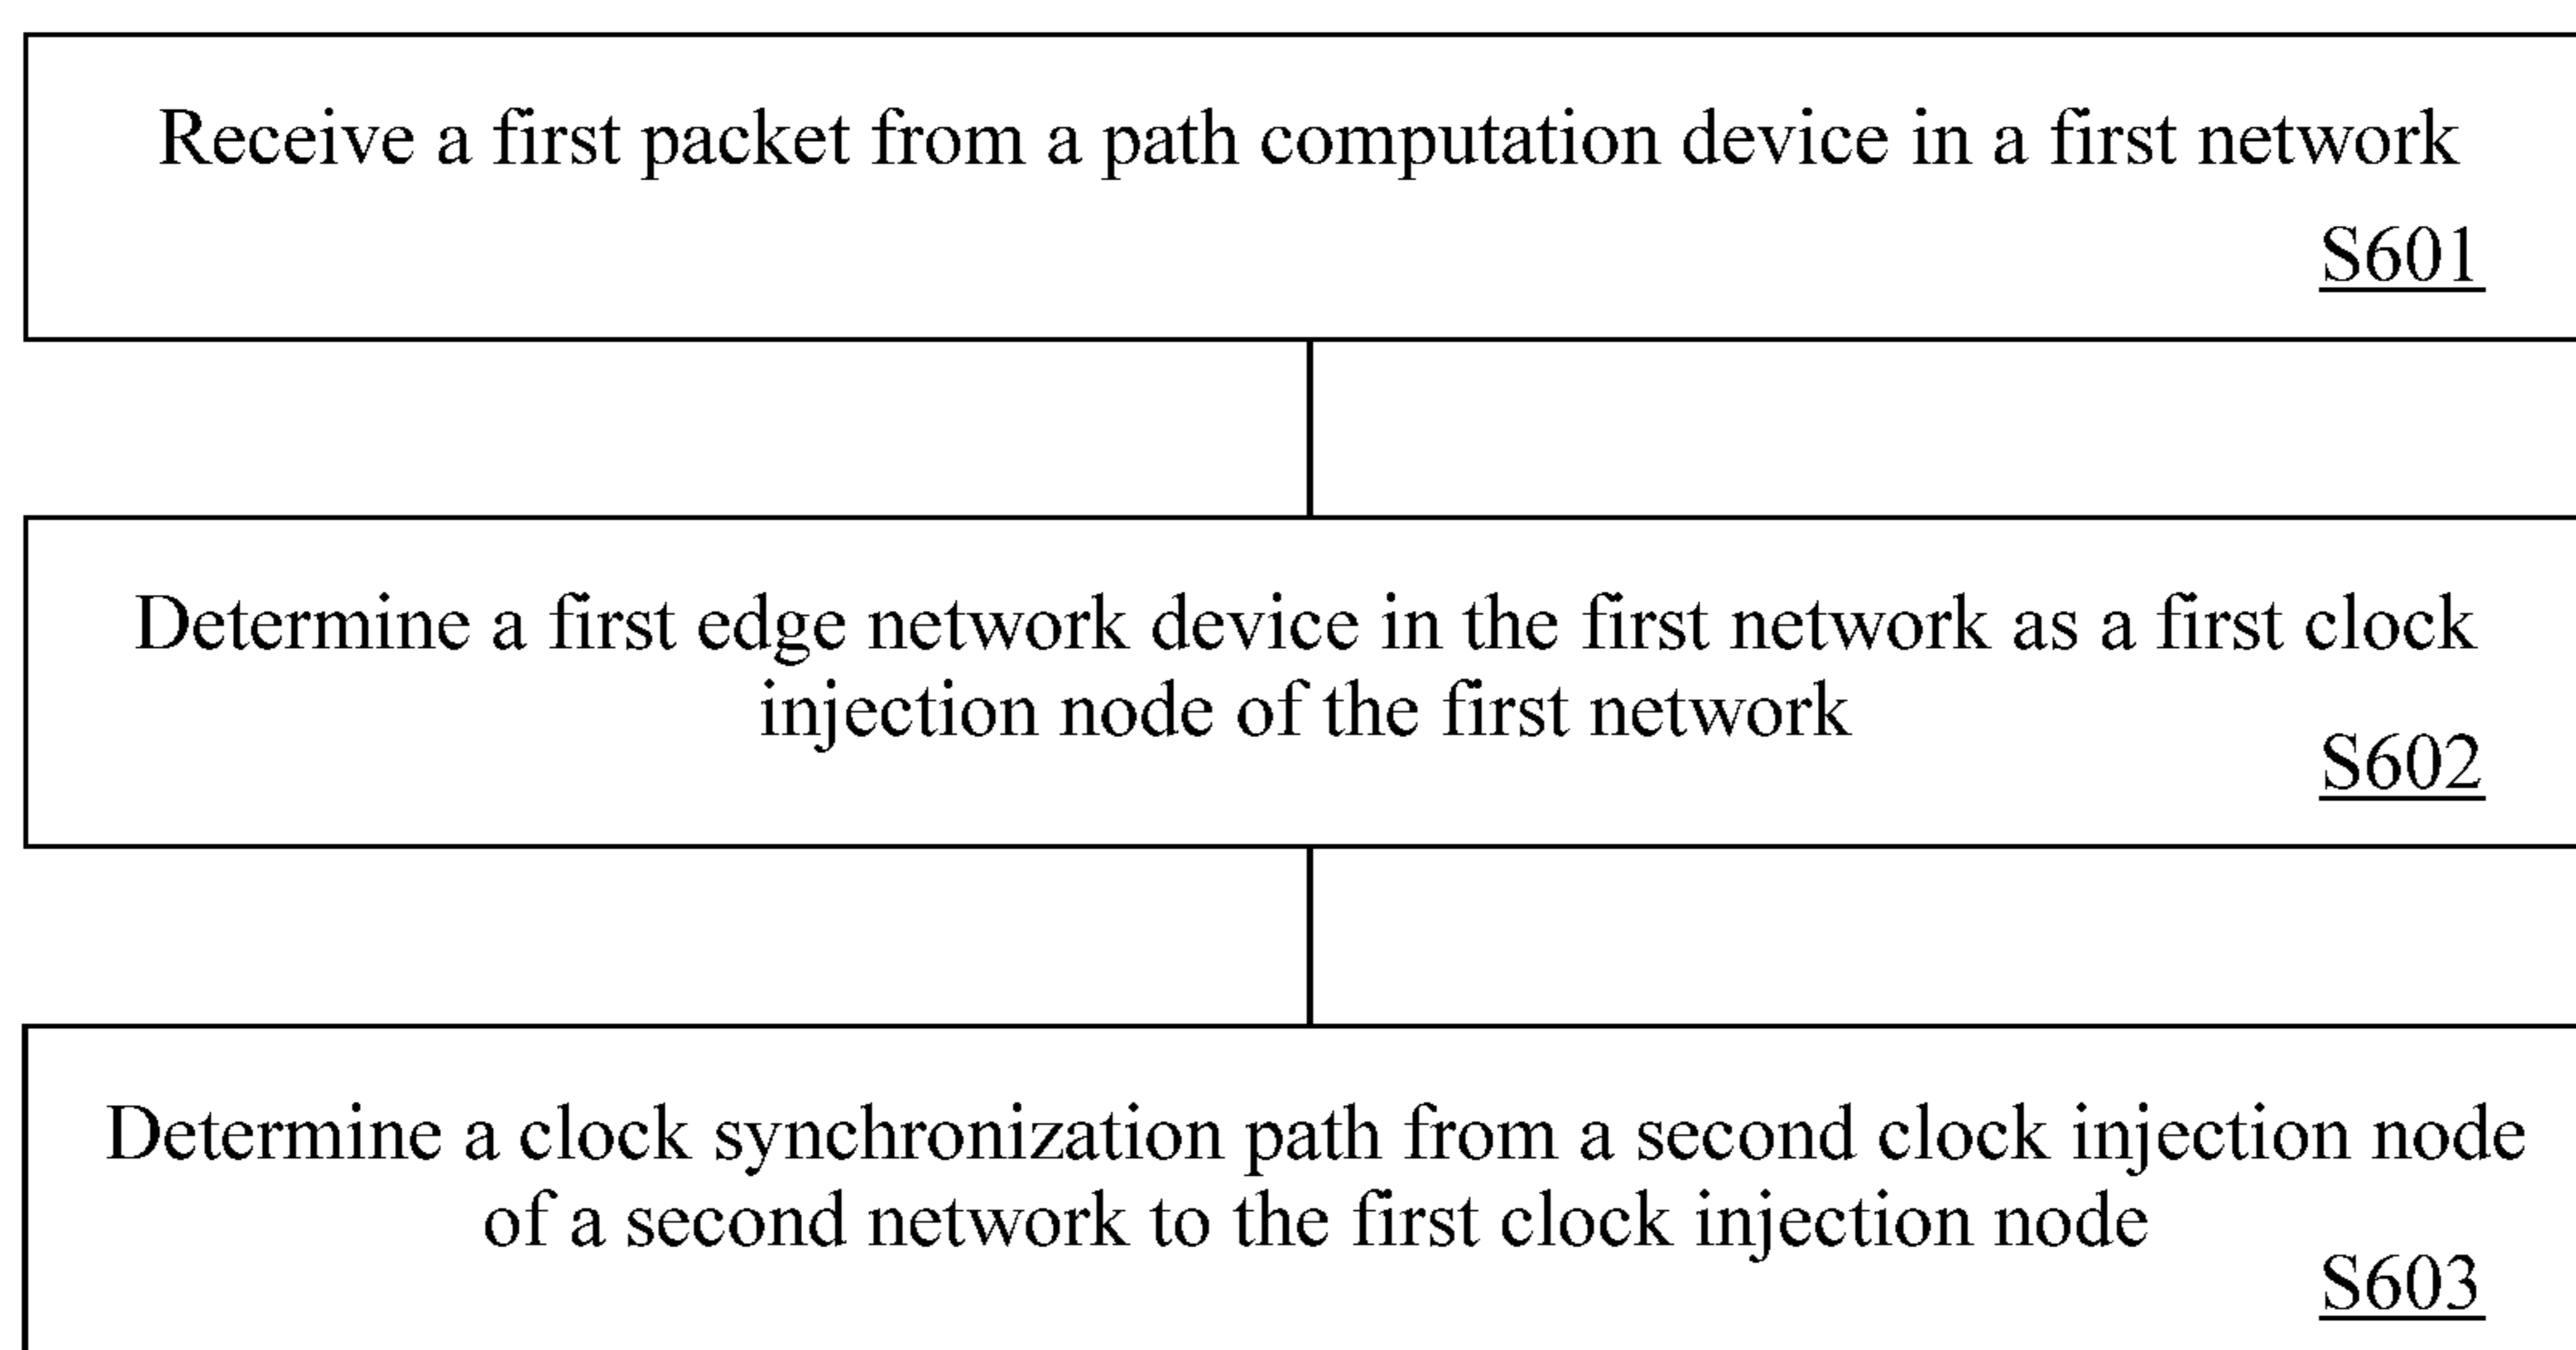 Receive a first packet from a path computation device in a first network
S601
Determine a first edge network device in the first network as a first clock
injection node of the first network
S602
Determine a clock synchronization path from a second clock injection node
of a second network to the first clock injection node
S603